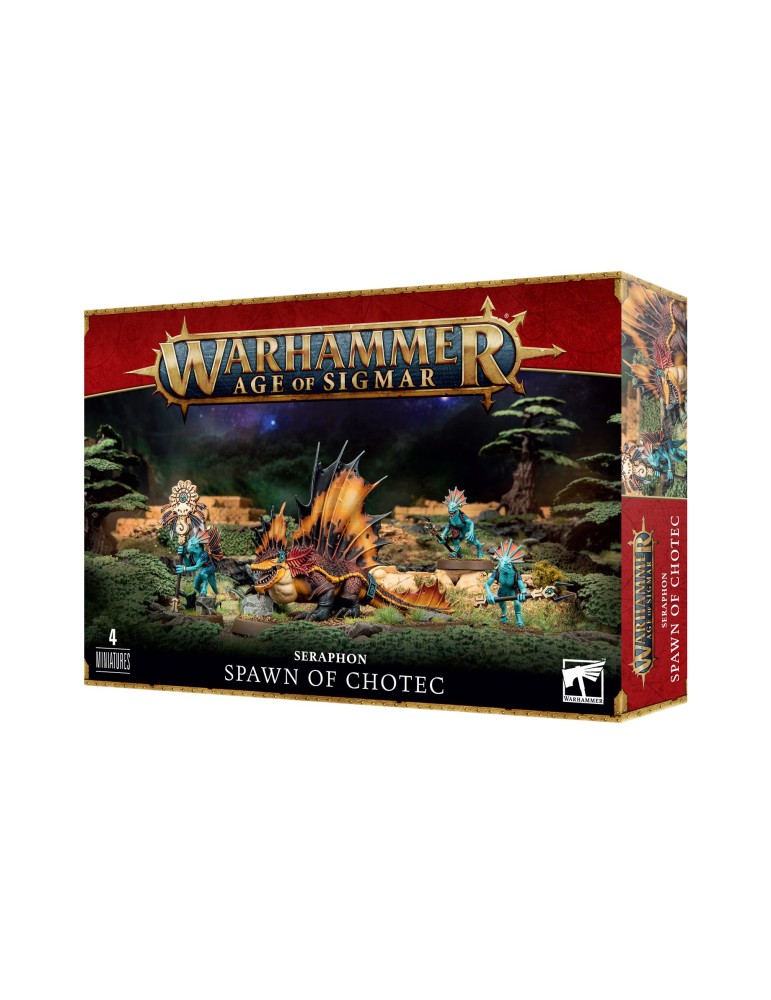 WARHAMMER
AGE OF SIGMAR
®
4
MINIATURES
SERAPHON
SPAWN OF CHOTEC
WARHAMMER
WARHAMMER
AGE OF SIGMAR
SERAPHON
SPAWN OF CHOTEC